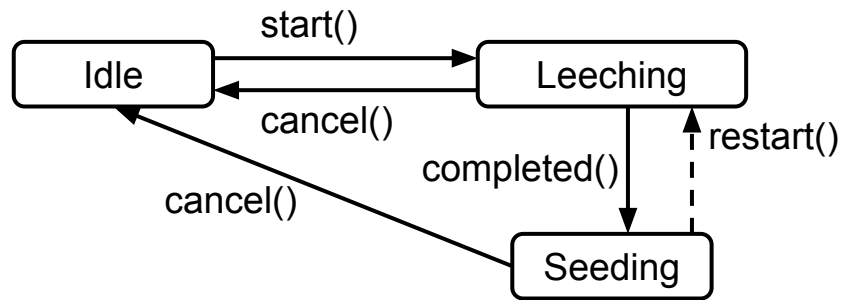 start()
Idle
Leeching
cancel()
restart()
completed()
cancel()
Seeding